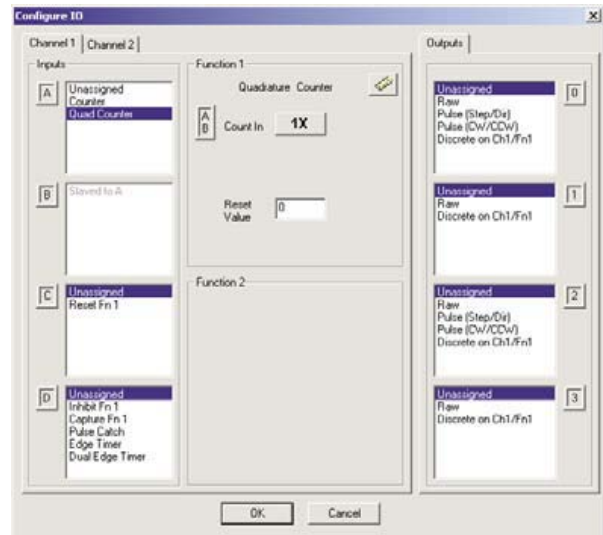 Configure IO
Channel 1
Channel 2
Inputs
A
Unassigned
Counter
Quad Counter
B
Slaved to A
C
Unassigned
Reset Fn 1
D
Unassigned
Inhibit Fn 1
Capture Fn 1
Pulse Catch
Edge Timer
Dual Edge Timer
Function 1
Quadrature Counter
A
B
Count In
1X
Reset
Value
0
Function 2
Outputs
Unassigned
Raw
Pulse (Step/Dir)
Pulse (CW/CCW)
Discrete on Ch1/Fn1
0
Unassigned
Raw
Discrete on Ch1/Fn1
1
Unassigned
Raw
Pulse (Step/Dir)
Pulse (CW/CCW)
Discrete on Ch1/Fn1
2
Unassigned
Raw
Discrete on Ch1/Fn1
3
OK
Cancel